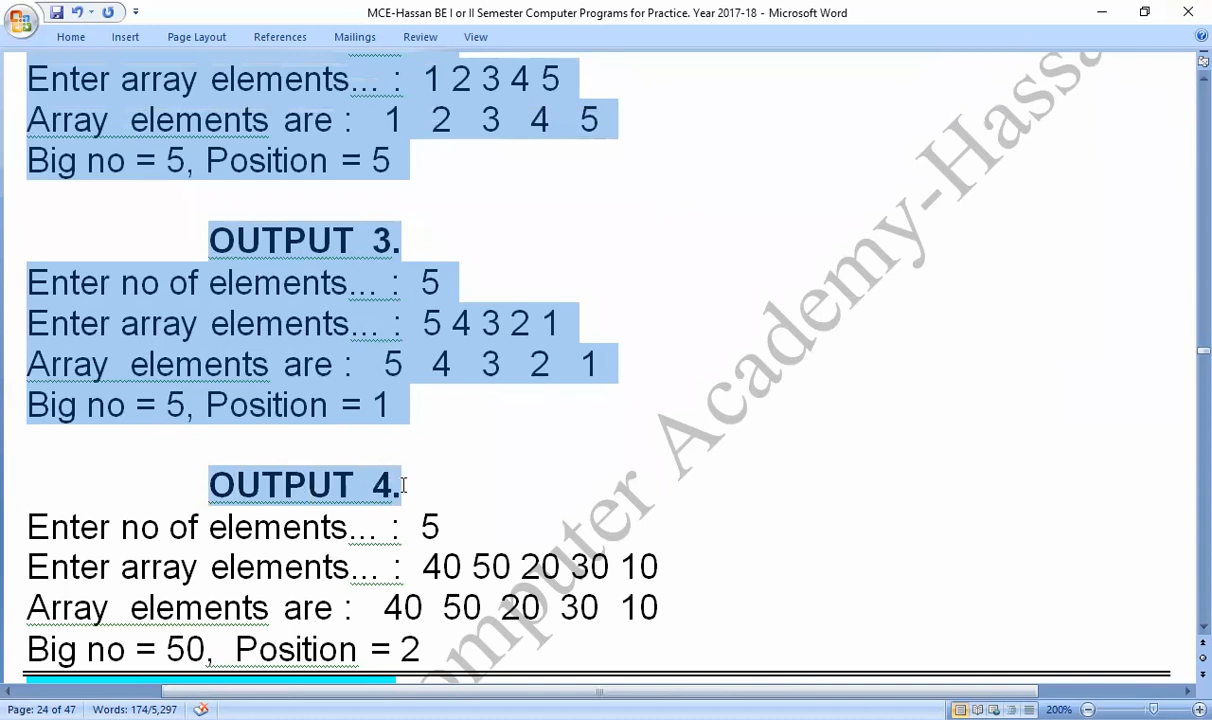 MCE-Hassan BE I or II Semester Computer Programs for Practice. Year 2017-18 - Microsoft Word
Home Insert Page Layout References Mailings Review View
Enter array elements... : 1 2 3 4 5
Array elements are : 1 2 3 4 5
Big no = 5, Position = 5
OUTPUT 3.
Enter no of elements... : 5
Enter array elements... : 5 4 3 2 1
Array elements are : 5 4 3 2 1
Big no = 5, Position = 1
OUTPUT 4.
Enter no of elements... : 5
Enter array elements... : 40 50 20 30 10
Array elements are : 40 50 20 30 10
Big no = 50, Position = 2
omputer Academy-Hassa
Page: 24 of 47 Words: 174/5,297 200%